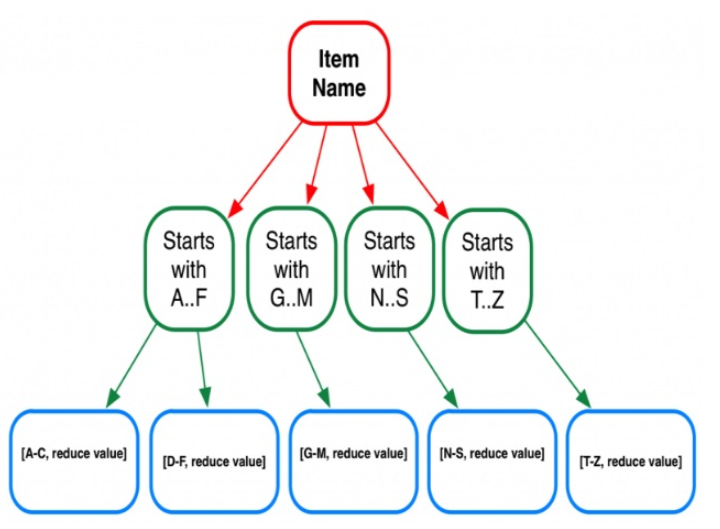 Item
Name
Starts
with
A..F
Starts
with
G..M
Starts
with
N..S
Starts
with
T..Z
[A-C, reduce value]
[D-F, reduce value]
[G-M, reduce value]
[N-S, reduce value]
[T-Z, reduce value]